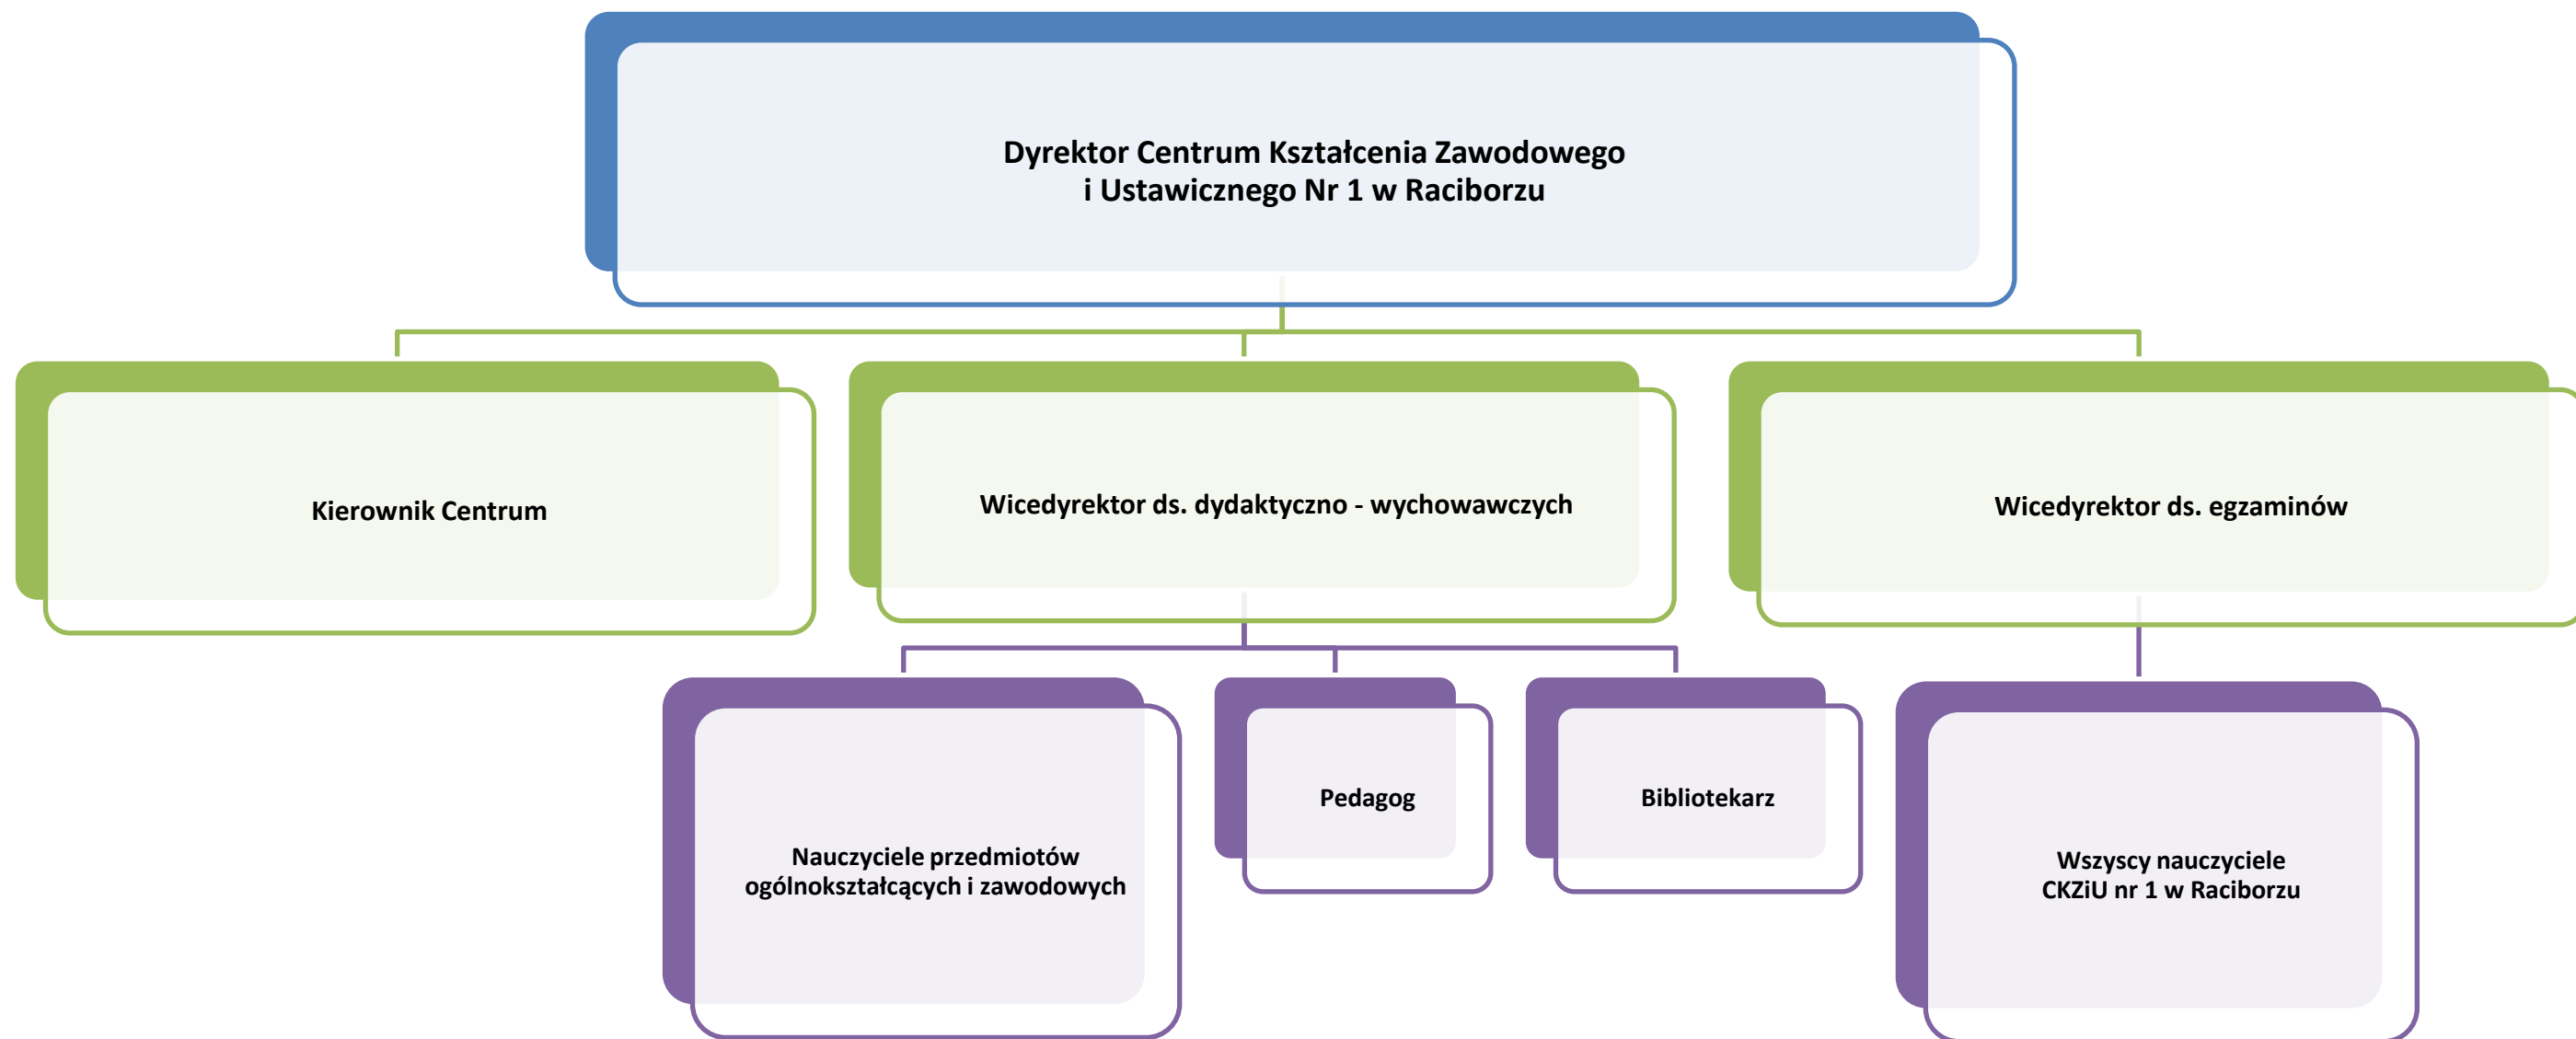 Dyrektor Centrum Kształcenia Zawodowego
i Ustawicznego Nr 1 w Raciborzu
Kierownik Centrum
Wicedyrektor ds. dydaktyczno - wychowawczych
Wicedyrektor ds. egzaminów
Nauczyciele przedmiotów
ogólnokształcących i zawodowych
Pedagog
Bibliotekarz
Wszyscy nauczyciele
CKZiU nr 1 w Raciborzu